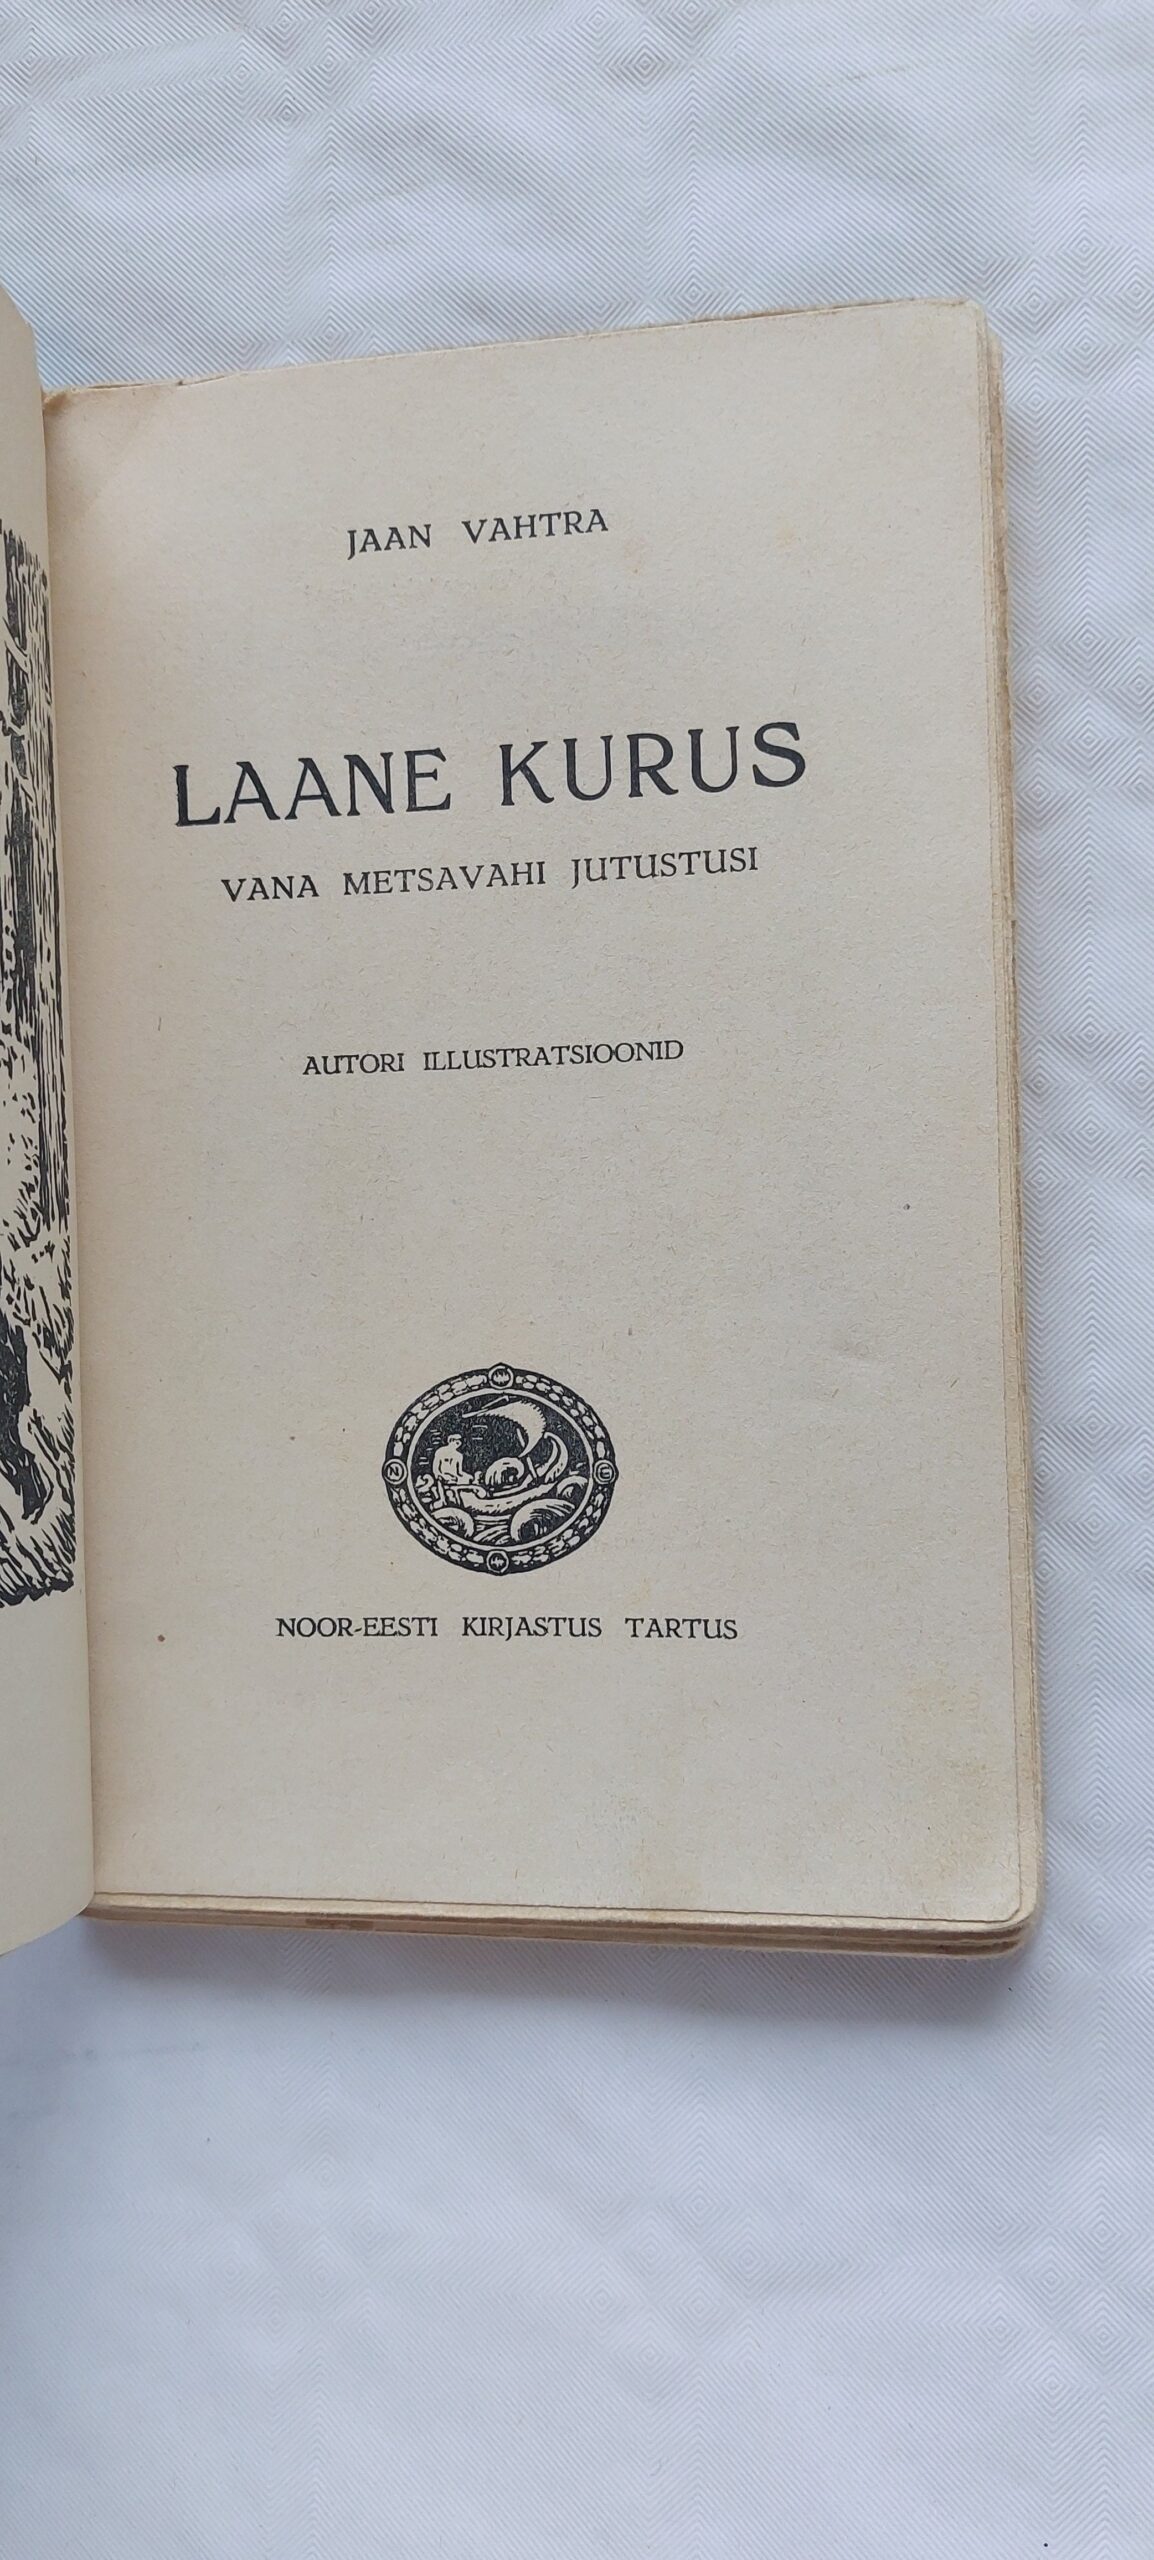 JAAN VAHTRA
LAANE KURUS
VANA METSAVAHI JUTUSTUSI
AUTORI ILLUSTRATSIOONID
N U
NOOR-EESTI KIRJASTUS TARTUS